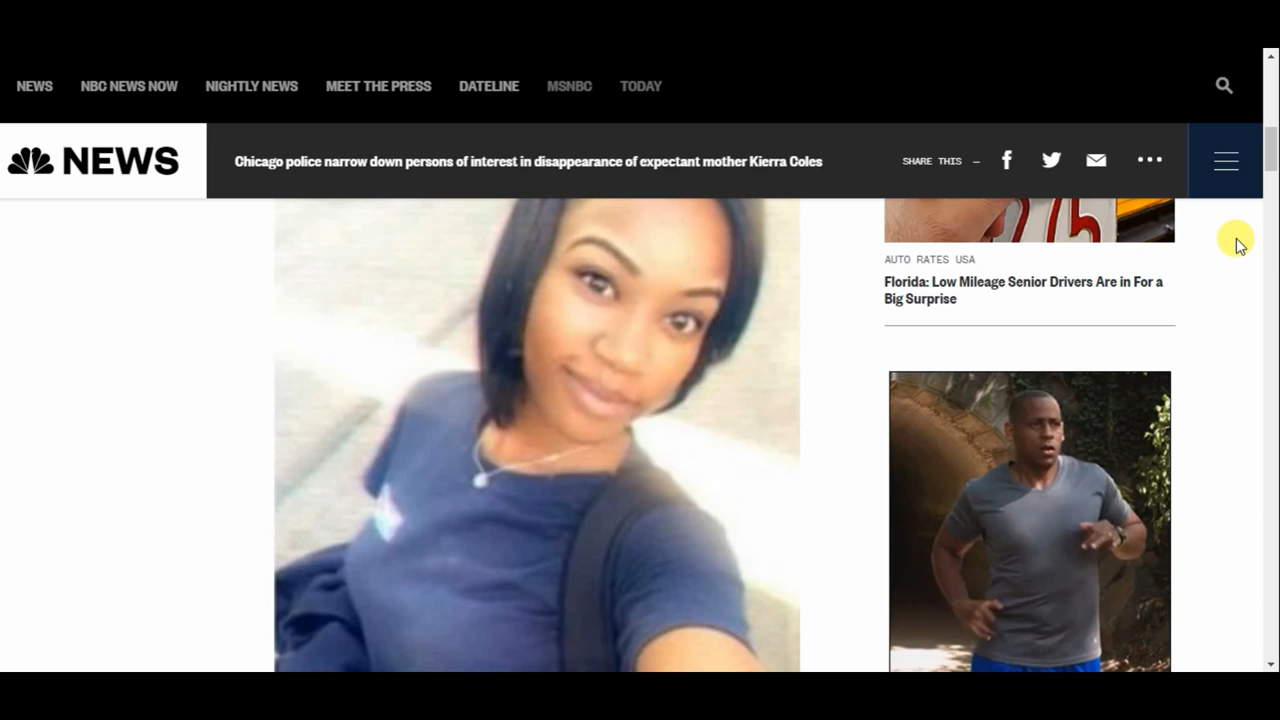 NEWS NBC NEWS NOW NIGHTLY NEWS MEET THE PRESS DATELINE MSNBC TODAY
NEWS Chicago police narrow down persons of interest in disappearance of expectant mother Kierra Coles SHARE THIS –
AUTO RATES USA
Florida: Low Mileage Senior Drivers Are in For a
Big Surprise